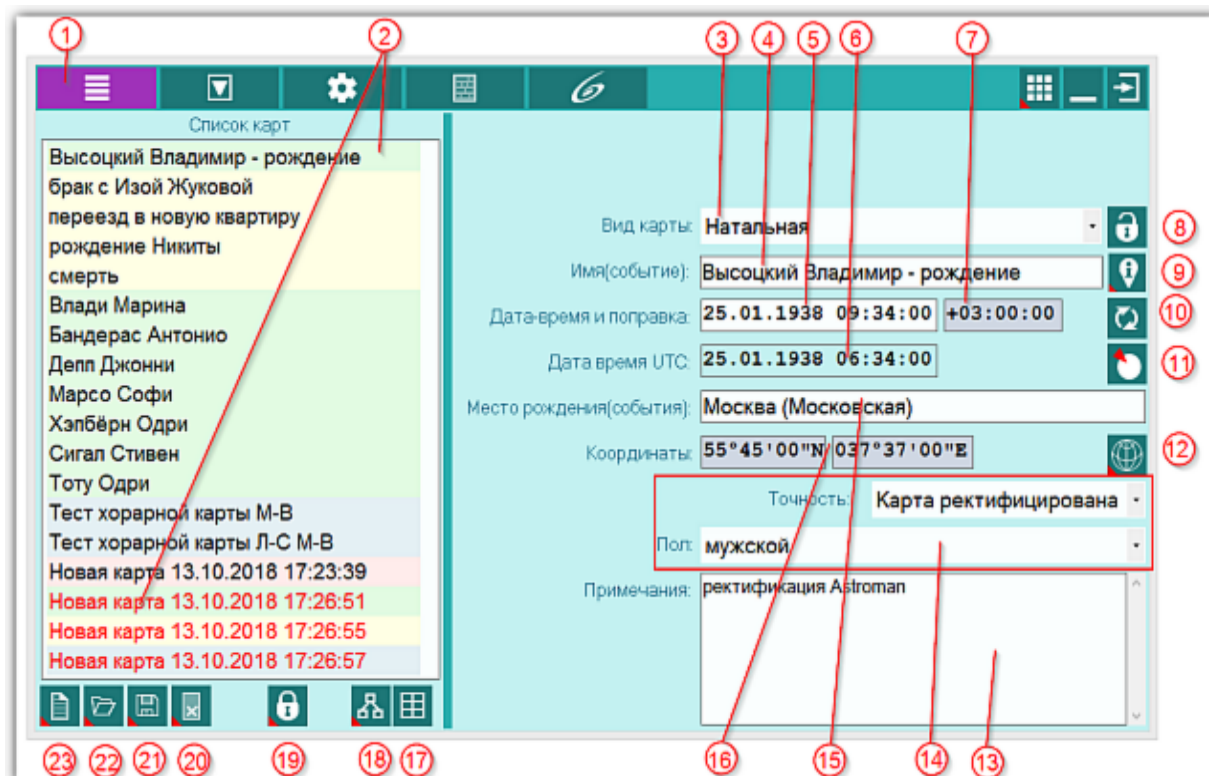 1 2 3 4 5 6 7
Список карт
Высоцкий Владимир - рождение
брак с Изой Жуковой
переезд в новую квартиру
рождение Никиты
смерть
Влади Марина
Бандерас Антонио
Депп Джонни
Марсо Софи
Хэпбёрн Одри
Сигал Стивен
Тоту Одри
Тест хорарной карты М-В
Тест хорарной карты Л-С М-В
Новая карта 13.10.2018 17:23:39
Новая карта 13.10.2018 17:26:51
Новая карта 13.10.2018 17:26:55
Новая карта 13.10.2018 17:26:57
Вид карты: Натальная 8
Имя(событие): Высоцкий Владимир - рождение 9
Дата-время и поправка: 25.01.1938 09:34:00 +03:00:00 10
Дата время UTC: 25.01.1938 06:34:00 11
Место рождения(события): Москва (Московская)
Координаты: 55°45'00"N 037°37'00"E 12
Точность: Карта ректифицирована
Пол: мужской
Примечания: ректификация Astroman
23 22 21 20 19 18 17 16 15 14 13